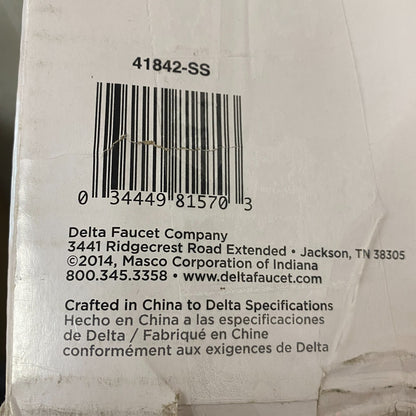 41842-SS
0 34449 81570 3
Delta Faucet Company
3441 Ridgecrest Road Extended • Jackson, TN 38305
©2014, Masco Corporation of Indiana
800.345.3358 • www.deltafaucet.com
Crafted in China to Delta Specifications
Hecho en China a las especificaciones
de Delta / Fabriqué en Chine
conformément aux exigences de Delta